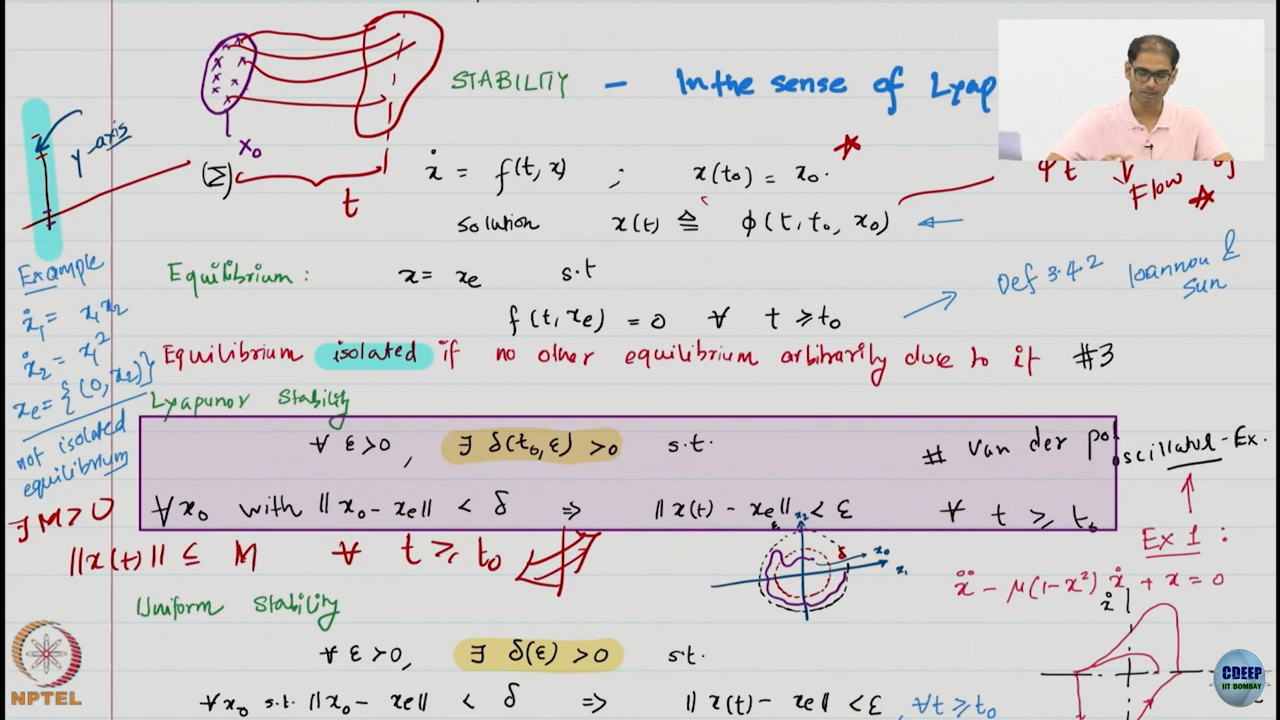 STABILITY - In the sense of Lyap
Y-axis
x₀
(Σ)
t
ẋ = f(t,x) ; x(t₀) = x₀.
Flow
solution x(t) ≜ φ(t, t₀, x₀)
Equilibrium: x = xe s.t
f(t, xe) = 0 ∀ t ≥ t₀
Def 3.4.2 Ioannou & Sun
Equilibrium isolated if no other equilibrium arbitrarily close to it #3
Example
ẋ₁ = x₁x₂
ẋ₂ = x₁²
xe = {(0, x₂)}
not isolated
equilibrium
Lyapunov Stability
∀ ε>0, ∃ δ(t₀,ε) >0 s.t.
# Van der pol oscillator-Ex.
∀x₀ with ||x₀ - xe|| < δ ⇒ ||x(t) - xe|| < ε ∀ t ≥ t₀
∃ M > 0
||x(t)|| ≤ M ∀ t ≥ t₀
x₂
ε
δ
x₀
x₁
Ex 1 :
ẍ - μ(1-x²) ẋ + x = 0
ẋ
Uniform Stability
∀ ε>0, ∃ δ(ε) >0 s.t.
∀x₀ s.t. ||x₀ - xe|| < δ ⇒ ||x(t) - xe|| < ε, ∀t ≥ t₀
NPTEL
CDEEP
IIT BOMBAY